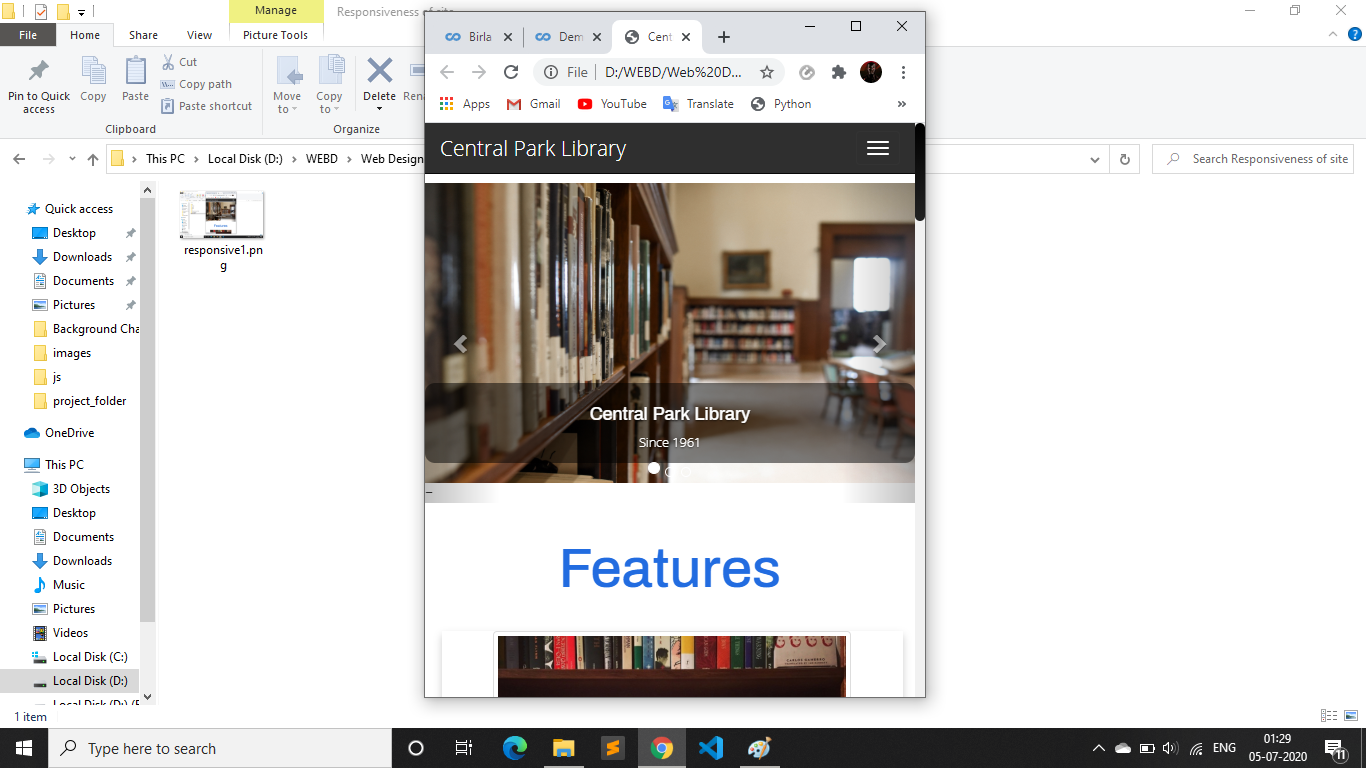 Manage
Responsiveness of site
File
Home
Share
View
Picture Tools
Pin to Quick
access
Copy
Paste
Cut
Copy path
Paste shortcut
Clipboard
Move
to
Copy
to
Delete
Organize
This PC
Local Disk (D:)
WEBD
Web Design
Search Responsiveness of site
Quick access
Desktop
Downloads
Documents
Pictures
Background Cha
images
js
project_folder
OneDrive
This PC
3D Objects
Desktop
Documents
Downloads
Music
Pictures
Videos
Local Disk (C:)
Local Disk (D:)
1 item
responsive1.pn
g
Birla
Dem
Cent
File
D:/WEBD/Web%20D...
Apps
Gmail
YouTube
Translate
Python
»
Central Park Library
Central Park Library
Since 1961
Features
Type here to search
ENG
01:29
05-07-2020
11